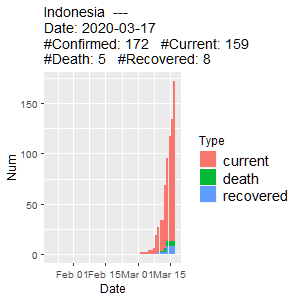 Indonesia  ---
Date: 2020-03-17
#Confirmed: 172   #Current: 159
#Death: 5   #Recovered: 8
150
100
50
0
Num
Feb 01 Feb 15 Mar 01 Mar 15
Date
Type
current
death
recovered